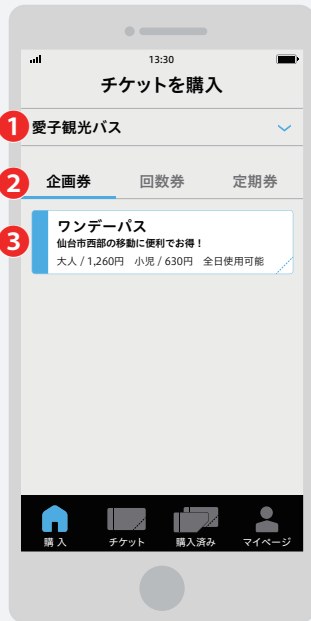 13:30
チケットを購入
1 愛子観光バス
2 企画券 回数券 定期券
3 ワンデーパス
仙台市西部の移動に便利でお得！
大人 / 1,260円 小児 / 630円 全日使用可能
購入 チケット 購入済み マイページ